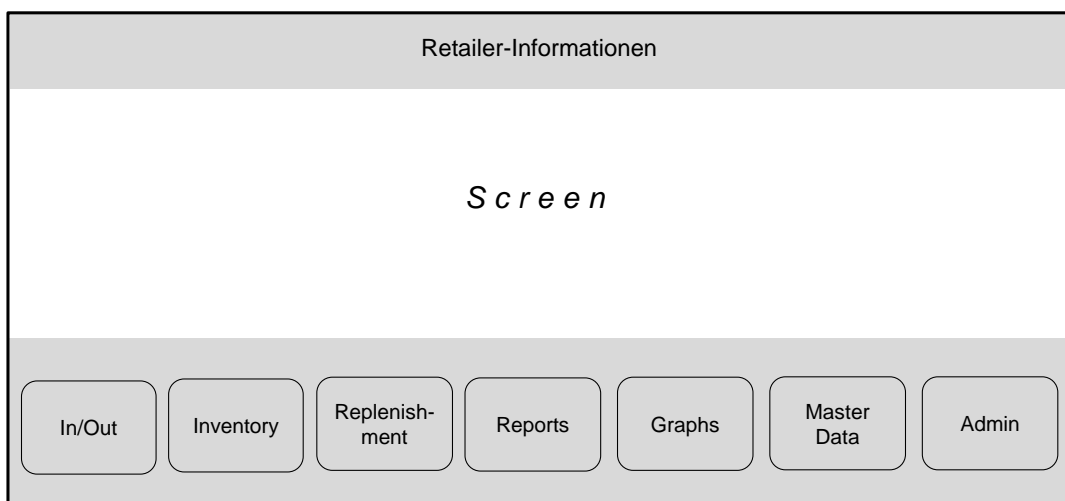 Retailer-Informationen
S c r e e n
In/Out
Inventory
Replenish-
ment
Reports
Graphs
Master
Data
Admin